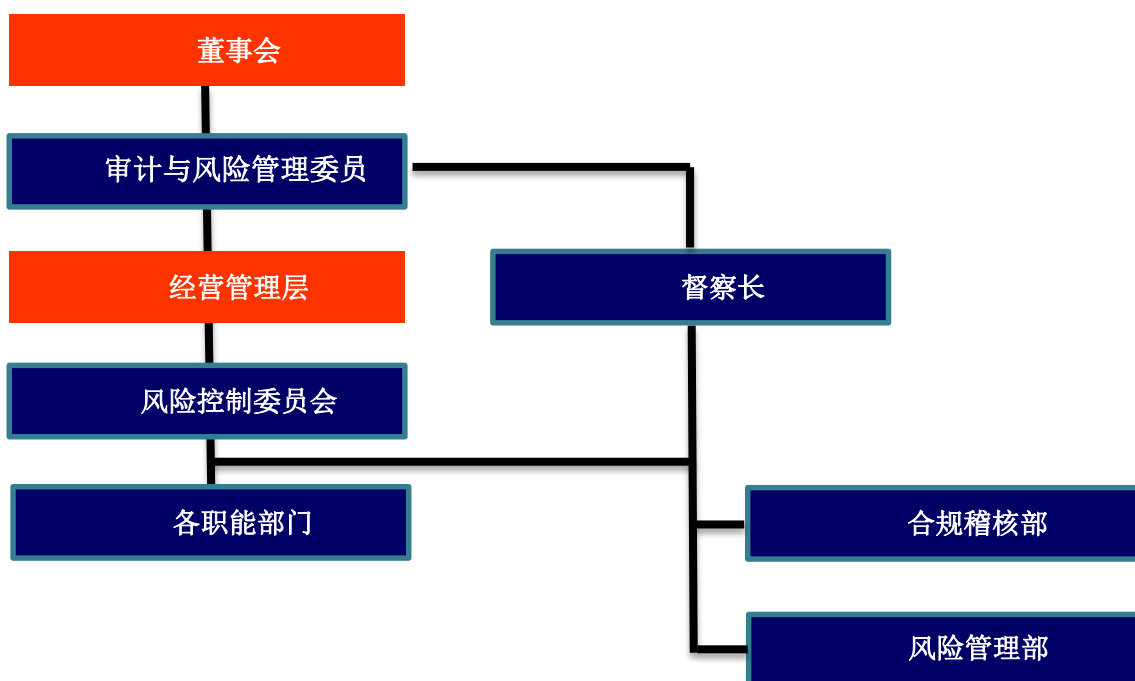 董事会
审计与风险管理委员
经营管理层
督察长
风险控制委员会
各职能部门
合规稽核部
风险管理部